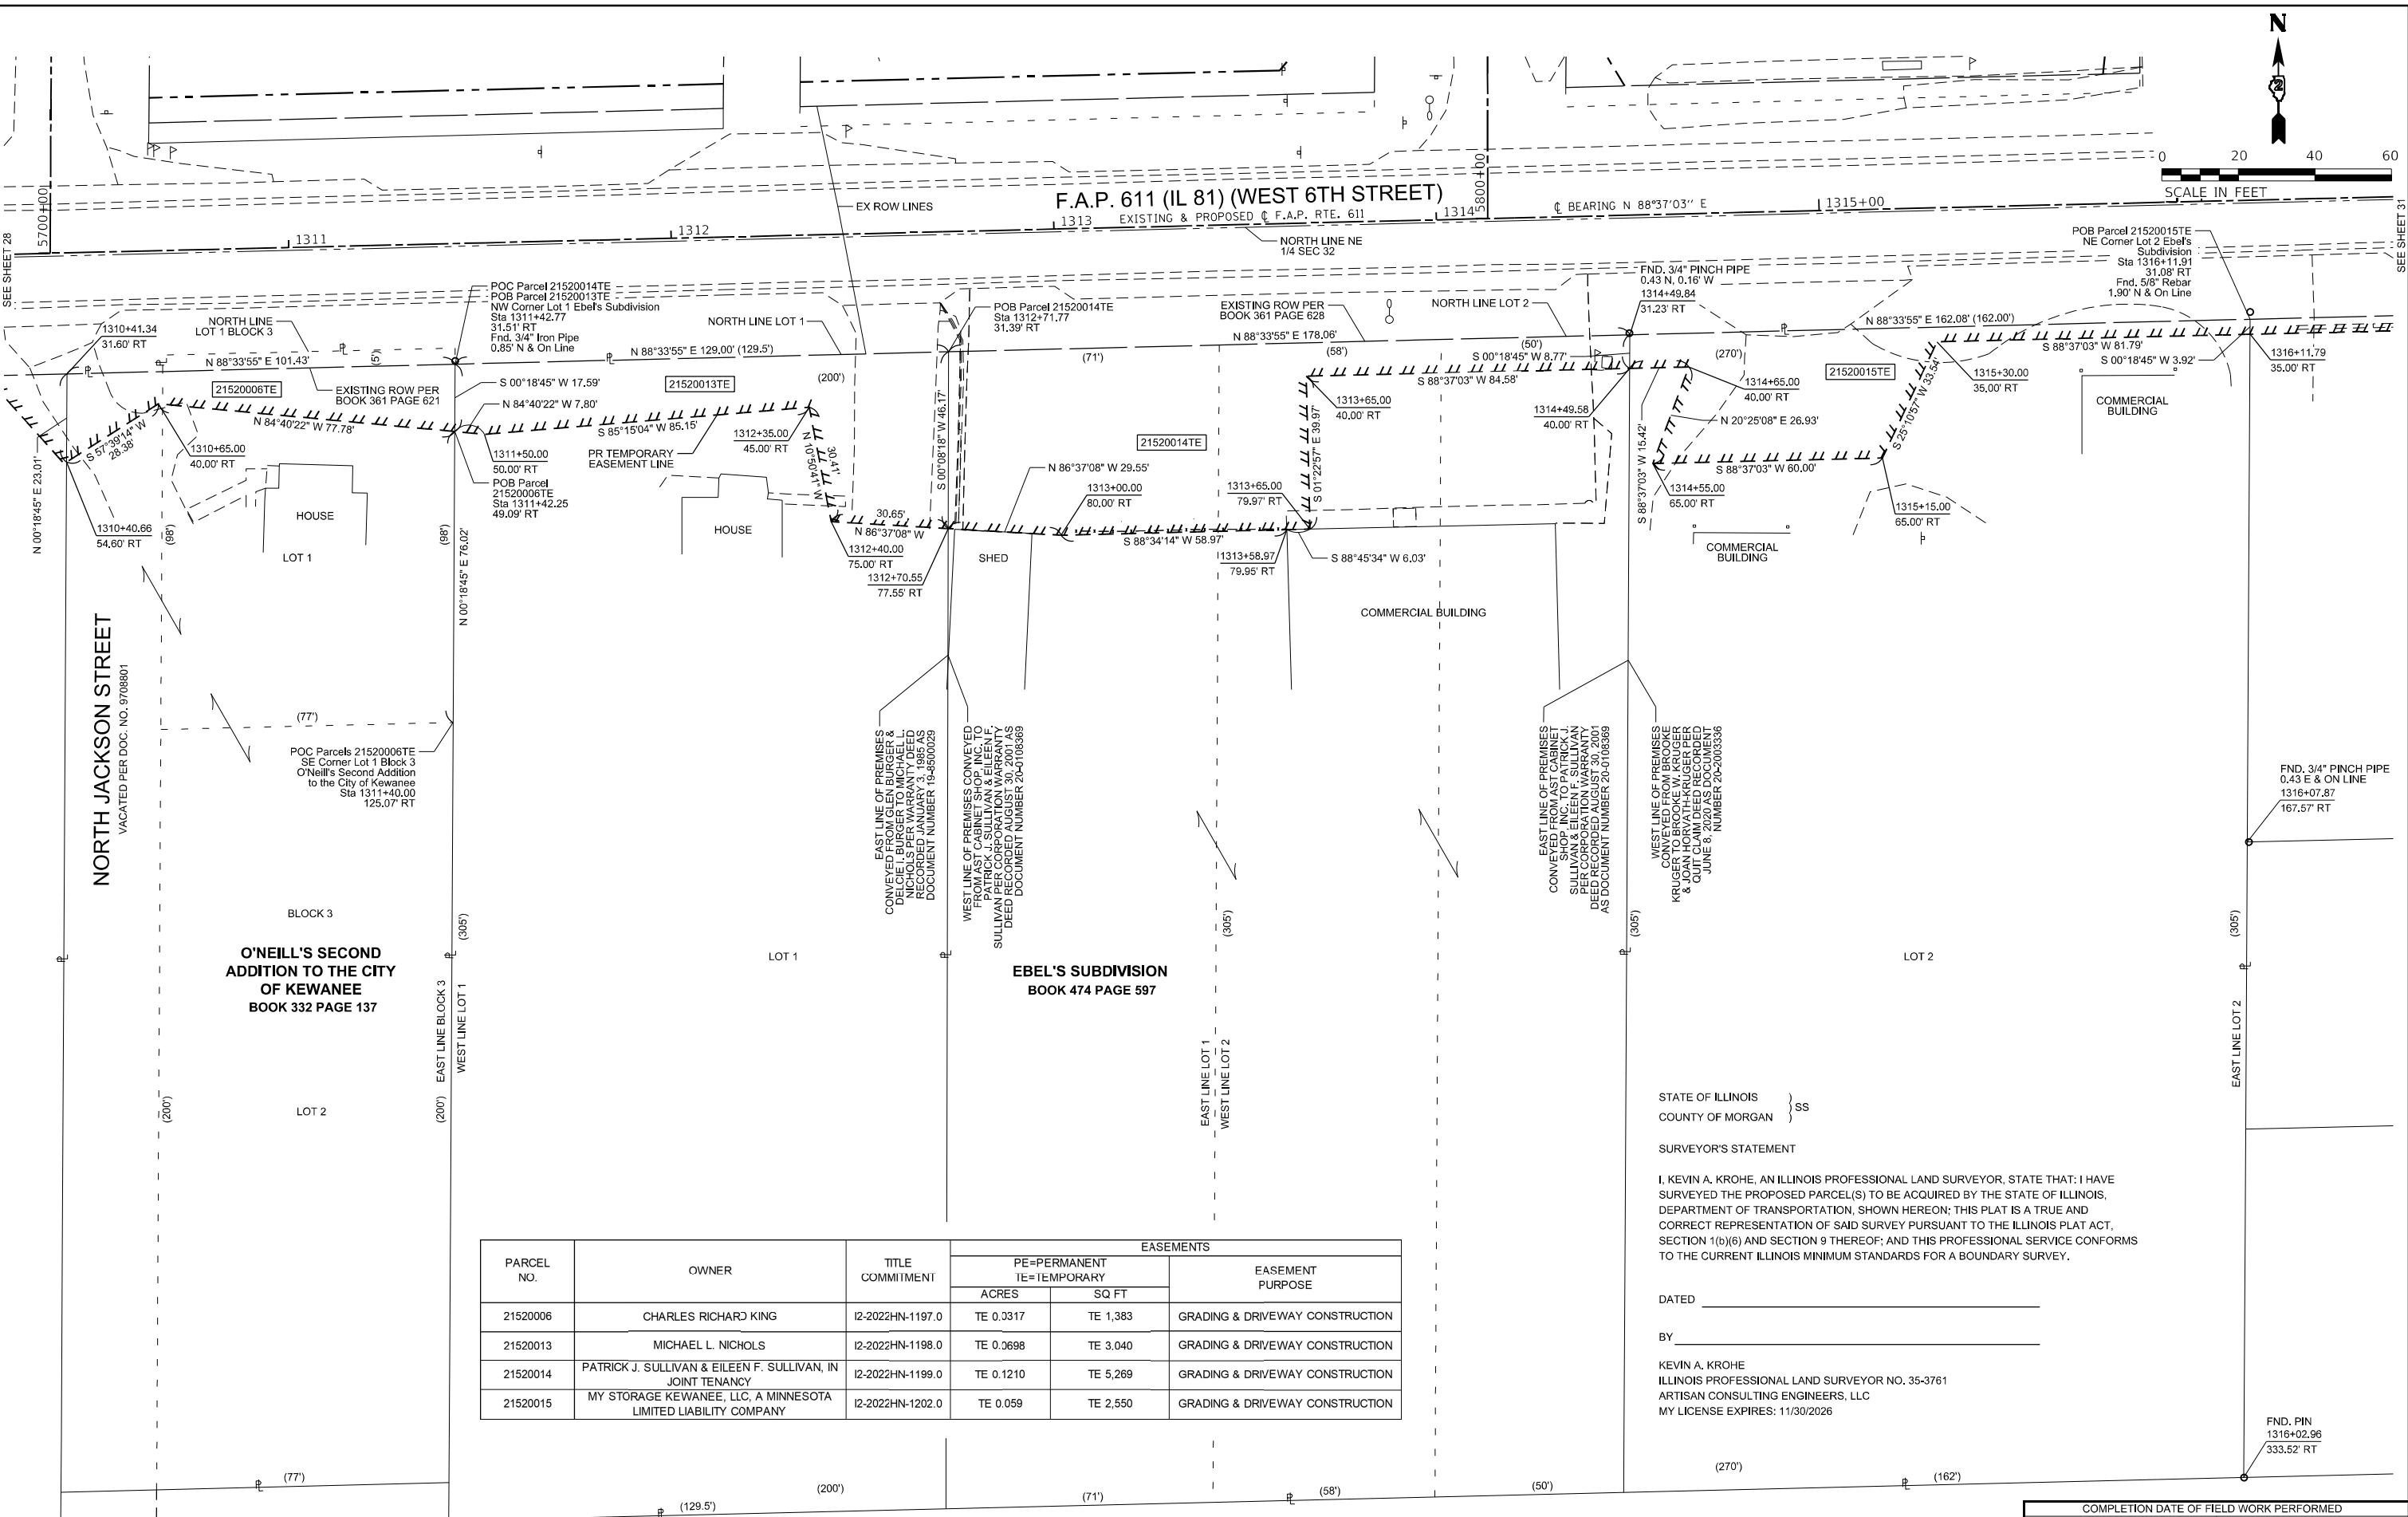 N
0 20 40 60
SCALE IN FEET
SEE SHEET 28
SEE SHEET 31
5700+00
5800+00
F.A.P. 611 (IL 81) (WEST 6TH STREET)
EX ROW LINES
1311
1312
1313
EXISTING & PROPOSED ℄ F.A.P. RTE. 611
1314
℄ BEARING N 88°37'03" E
1315+00
NORTH LINE NE
1/4 SEC 32
POC Parcel 21520014TE
POB Parcel 21520013TE
NW Corner Lot 1 Ebel's Subdivision
Sta 1311+42.77
31.51' RT
Fnd. 3/4" Iron Pipe
0.85' N & On Line
POB Parcel 21520014TE
Sta 1312+71.77
31.39' RT
EXISTING ROW PER
BOOK 361 PAGE 628
NORTH LINE LOT 2
FND. 3/4" PINCH PIPE
0.43 N, 0.16' W
1314+49.84
31.23' RT
POB Parcel 21520015TE
NE Corner Lot 2 Ebel's
Subdivision
Sta 1316+11.91
31.08' RT
Fnd. 5/8" Rebar
1.90' N & On Line
1310+41.34
31.60' RT
NORTH LINE
LOT 1 BLOCK 3
NORTH LINE LOT 1
N 88°33'55" E 101.43'
(5')
N 88°33'55" E 129.00' (129.5')
(200')
(71')
N 88°33'55" E 178.06'
(58')
(50')
(270')
N 88°33'55" E 162.08' (162.00')
21520006TE
EXISTING ROW PER
BOOK 361 PAGE 621
S 00°18'45" W 17.59'
N 84°40'22" W 7.80'
21520013TE
S 00°18'45" W 8.77'
S 88°37'03" W 84.58'
21520015TE
S 88°37'03" W 81.79'
S 00°18'45" W 3.92'
1316+11.79
35.00' RT
1315+30.00
35.00' RT
1314+65.00
40.00' RT
N 20°25'08" E 26.93'
S 25°10'57" W 33.54'
COMMERCIAL
BUILDING
N 00°18'45" E 23.01'
S 57°39'14" W
28.38'
1310+65.00
40.00' RT
N 84°40'22" W 77.78'
S 85°15'04" W 85.15'
1311+50.00
50.00' RT
POB Parcel
21520006TE
Sta 1311+42.25
49.09' RT
PR TEMPORARY
EASEMENT LINE
1312+35.00
45.00' RT
N 10°50'41" W
30.41'
S 00°08'18" W 46.17'
21520014TE
N 86°37'08" W 29.55'
1313+00.00
80.00' RT
1313+65.00
40.00' RT
1313+65.00
79.97' RT
S 01°22'57" E 39.97'
1314+49.58
40.00' RT
S 88°37'03" W 15.42'
S 88°37'03" W 60.00'
1314+55.00
65.00' RT
1315+15.00
65.00' RT
COMMERCIAL
BUILDING
1310+40.66
54.60' RT
(98')
HOUSE
LOT 1
(98')
N 00°18'45" E 76.02'
HOUSE
30.65'
N 86°37'08" W
1312+40.00
75.00' RT
1312+70.55
77.55' RT
SHED
S 88°34'14" W 58.97'
1313+58.97
79.95' RT
S 88°45'34" W 6.03'
COMMERCIAL BUILDING
NORTH JACKSON STREET
VACATED PER DOC. NO. 9708801
(77')
POC Parcels 21520006TE
SE Corner Lot 1 Block 3
O'Neill's Second Addition
to the City of Kewanee
Sta 1311+40.00
125.07' RT
EAST LINE OF PREMISES
CONVEYED FROM GLEN BURGER &
DELCIE I. BURGER TO MICHAEL L.
NICHOLS PER WARRANTY DEED
RECORDED JANUARY 3, 1985 AS
DOCUMENT NUMBER 19-8500029
WEST LINE OF PREMISES CONVEYED
FROM AST CABINET SHOP, INC. TO
PATRICK J. SULLIVAN & EILEEN F.
SULLIVAN PER CORPORATION WARRANTY
DEED RECORDED AUGUST 30, 2001 AS
DOCUMENT NUMBER 20-0108369
EAST LINE OF PREMISES
CONVEYED FROM AST CABINET
SHOP, INC. TO PATRICK J.
SULLIVAN & EILEEN F. SULLIVAN
PER CORPORATION WARRANTY
DEED RECORDED AUGUST 30, 2001
AS DOCUMENT NUMBER 20-0108369
WEST LINE OF PREMISES
CONVEYED FROM BROOKE
KRUGER TO BROOKE W. KRUGER
& JOAN HORVATH-KRUGER PER
QUIT CLAIM DEED RECORDED
JUNE 8, 2020 AS DOCUMENT
NUMBER 20-2003336
FND. 3/4" PINCH PIPE
0.43 E & ON LINE
1316+07.87
167.57' RT
BLOCK 3
O'NEILL'S SECOND
ADDITION TO THE CITY
OF KEWANEE
BOOK 332 PAGE 137
LOT 2
(200')
(200')
EAST LINE BLOCK 3
WEST LINE LOT 1
(305')
LOT 1
EBEL'S SUBDIVISION
BOOK 474 PAGE 597
(305')
EAST LINE LOT 1
WEST LINE LOT 2
(305')
LOT 2
(305')
EAST LINE LOT 2
STATE OF ILLINOIS
COUNTY OF MORGAN
SS
SURVEYOR'S STATEMENT
I, KEVIN A. KROHE, AN ILLINOIS PROFESSIONAL LAND SURVEYOR, STATE THAT: I HAVE
SURVEYED THE PROPOSED PARCEL(S) TO BE ACQUIRED BY THE STATE OF ILLINOIS,
DEPARTMENT OF TRANSPORTATION, SHOWN HEREON; THIS PLAT IS A TRUE AND
CORRECT REPRESENTATION OF SAID SURVEY PURSUANT TO THE ILLINOIS PLAT ACT,
SECTION 1(b)(6) AND SECTION 9 THEREOF; AND THIS PROFESSIONAL SERVICE CONFORMS
TO THE CURRENT ILLINOIS MINIMUM STANDARDS FOR A BOUNDARY SURVEY.
DATED
BY
KEVIN A. KROHE
ILLINOIS PROFESSIONAL LAND SURVEYOR NO. 35-3761
ARTISAN CONSULTING ENGINEERS, LLC
MY LICENSE EXPIRES: 11/30/2026
PARCEL NO. OWNER TITLE COMMITMENT EASEMENTS
PE=PERMANENT
TE=TEMPORARY
EASEMENT PURPOSE
ACRES SQ FT
21520006 CHARLES RICHARD KING I2-2022HN-1197.0 TE 0.0317 TE 1,383 GRADING & DRIVEWAY CONSTRUCTION
21520013 MICHAEL L. NICHOLS I2-2022HN-1198.0 TE 0.0698 TE 3.040 GRADING & DRIVEWAY CONSTRUCTION
21520014 PATRICK J. SULLIVAN & EILEEN F. SULLIVAN, IN JOINT TENANCY I2-2022HN-1199.0 TE 0.1210 TE 5,269 GRADING & DRIVEWAY CONSTRUCTION
21520015 MY STORAGE KEWANEE, LLC, A MINNESOTA LIMITED LIABILITY COMPANY I2-2022HN-1202.0 TE 0.059 TE 2,550 GRADING & DRIVEWAY CONSTRUCTION
FND. PIN
1316+02.96
333.52' RT
(77')
(129.5')
(200')
(71')
(58')
(50')
(270')
(162')
COMPLETION DATE OF FIELD WORK PERFORMED